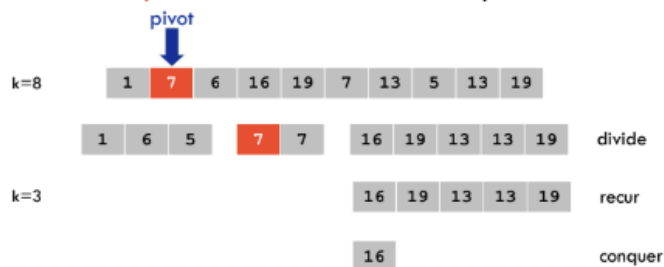 pivot
k=8 1 7 6 16 19 7 13 5 13 19
1 6 5 7 7 16 19 13 13 19 divide
k=3 16 19 13 13 19 recur
16 conquer